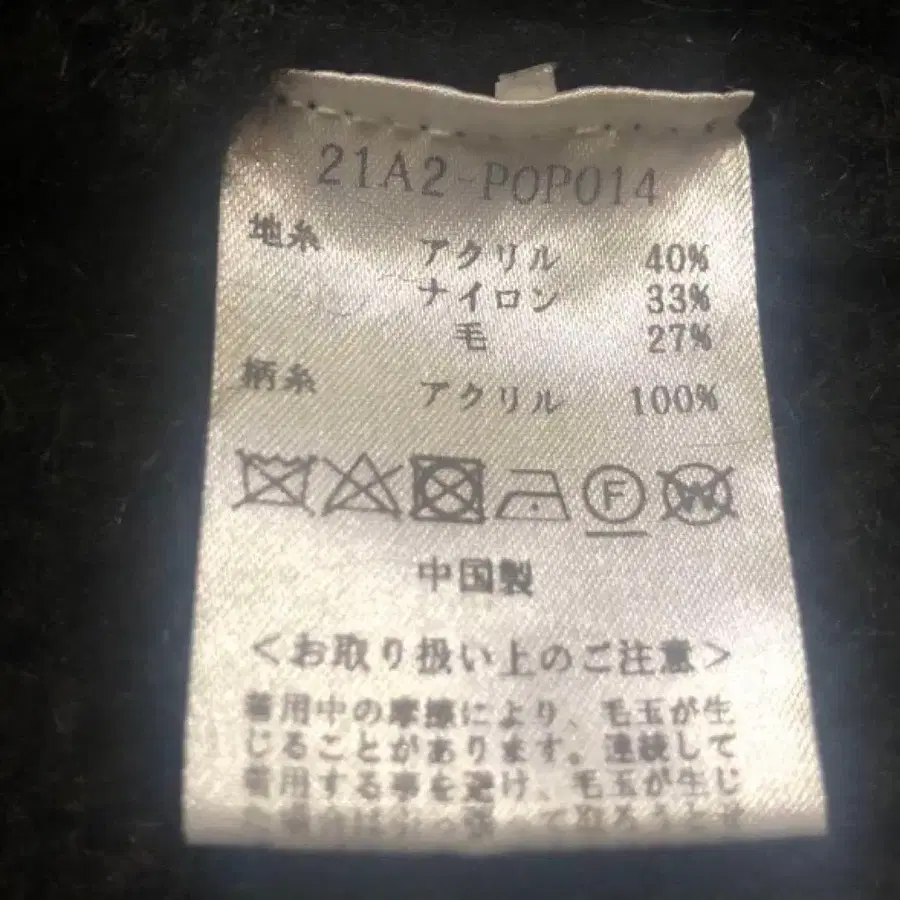 21A2-POP014
地糸 アクリル 40%
ナイロン 33%
毛 27%
柄糸 アクリル 100%
F W
中国製
<お取り扱い上のご注意>
着用中の摩擦により、毛玉が生
じることがあります。連続して
着用する事を避け、毛玉が生じ